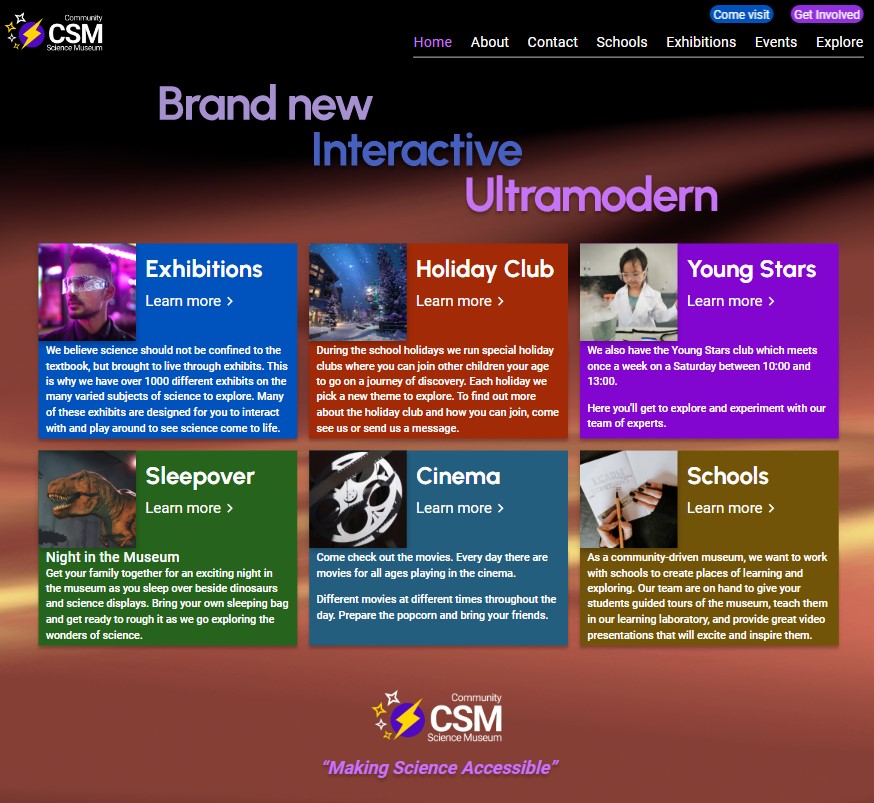 Community
CSM
Science Museum
Come visit
Get Involved
Home About Contact Schools Exhibitions Events Explore
Brand new
Interactive
Ultramodern
Exhibitions
Learn more >
We believe science should not be confined to the
textbook, but brought to live through exhibits. This
is why we have over 1000 different exhibits on the
many varied subjects of science to explore. Many
of these exhibits are designed for you to interact
with and play around to see science come to life.
Holiday Club
Learn more >
During the school holidays we run special holiday
clubs where you can join other children your age
to go on a journey of discovery. Each holiday we
pick a new theme to explore. To find out more
about the holiday club and how you can join, come
see us or send us a message.
Young Stars
Learn more >
We also have the Young Stars club which meets
once a week on a Saturday between 10:00 and
13:00.
Here you'll get to explore and experiment with our
team of experts.
Sleepover
Learn more >
Night in the Museum
Get your family together for an exciting night in
the museum as you sleep over beside dinosaurs
and science displays. Bring your own sleeping bag
and get ready to rough it as we go exploring the
wonders of science.
Cinema
Learn more >
Come check out the movies. Every day there are
movies for all ages playing in the cinema.
Different movies at different times throughout the
day. Prepare the popcorn and bring your friends.
LEARN
Schools
Learn more >
As a community-driven museum, we want to work
with schools to create places of learning and
exploring. Our team are on hand to give your
students guided tours of the museum, teach them
in our learning laboratory, and provide great video
presentations that will excite and inspire them.
Community
CSM
Science Museum
“Making Science Accessible”